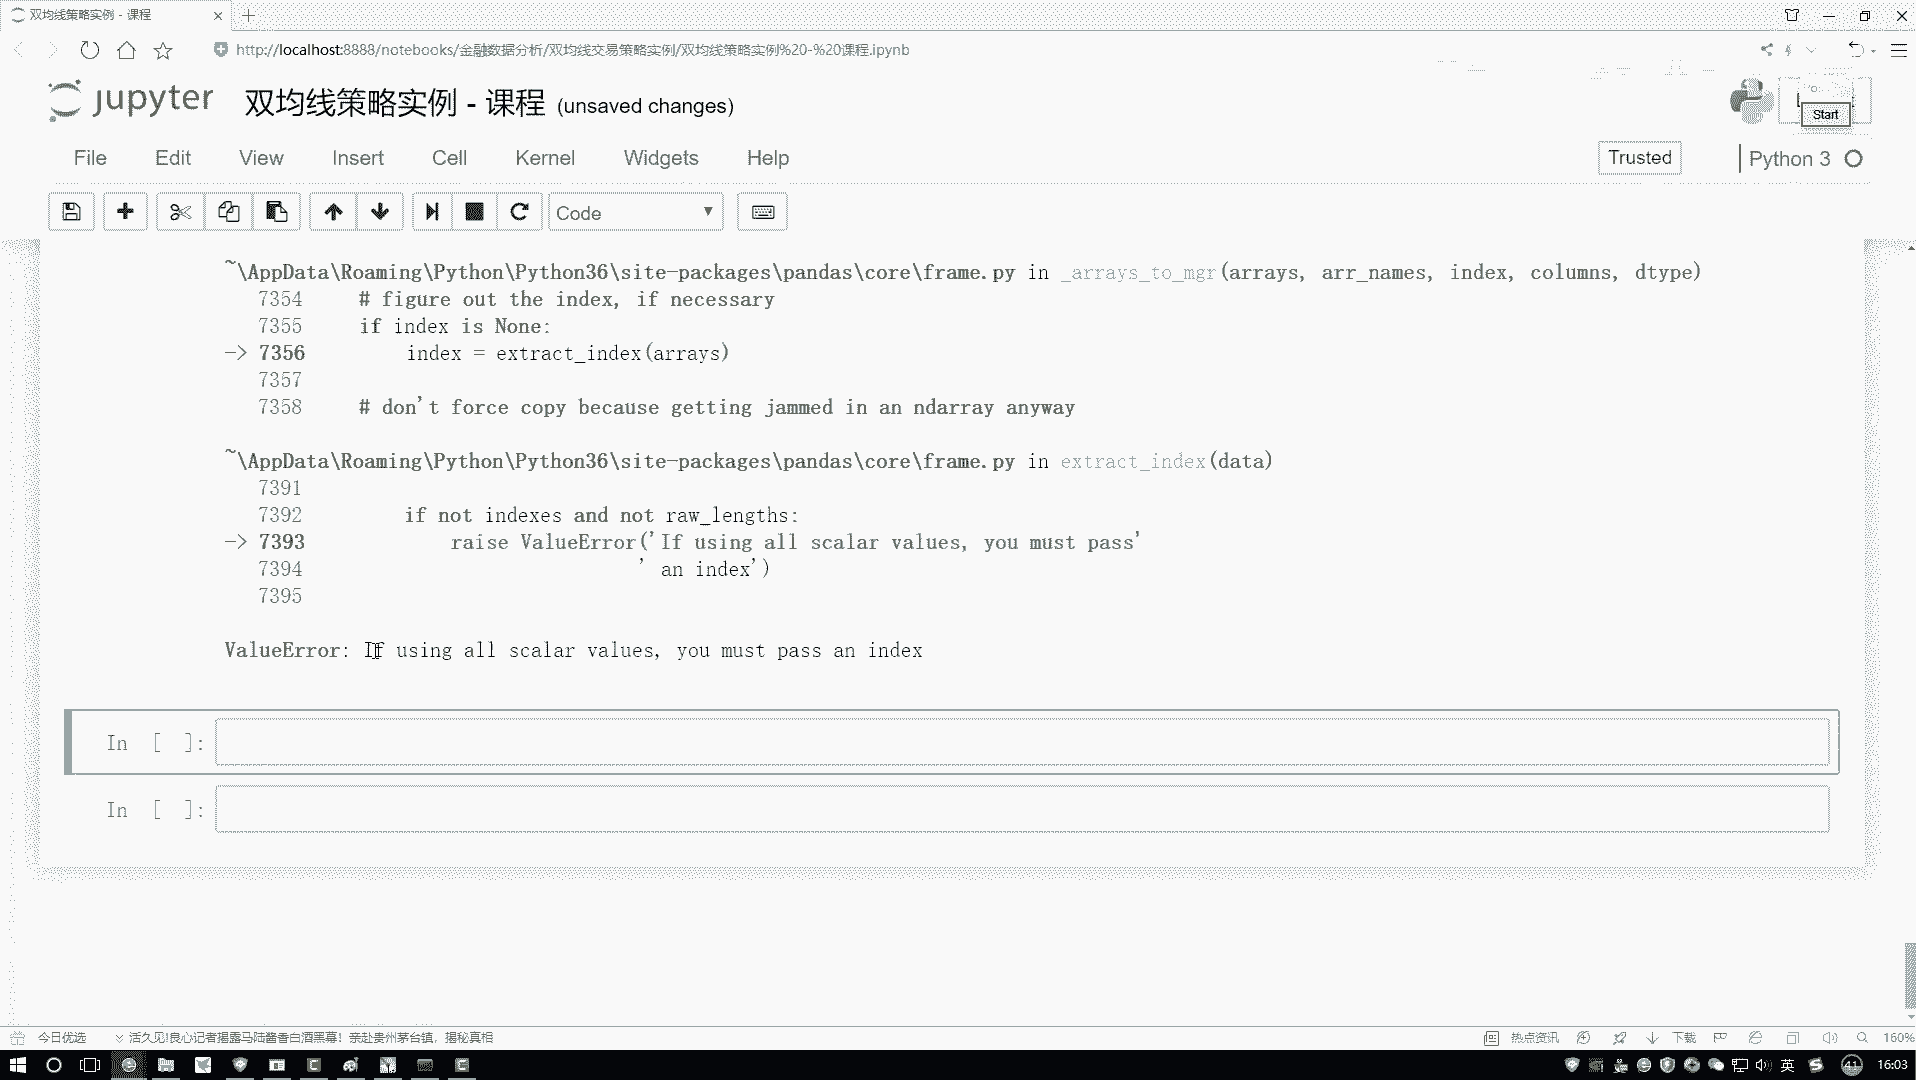 双均线策略实例 - 课程
http://localhost:8888/notebooks/金融数据分析/双均线交易策略实例/双均线策略实例%20-%20课程.ipynb
jupyter 双均线策略实例 - 课程 (unsaved changes)
Start
File Edit View Insert Cell Kernel Widgets Help
Trusted
Python 3
Code
~\AppData\Roaming\Python\Python36\site-packages\pandas\core\frame.py in _arrays_to_mgr(arrays, arr_names, index, columns, dtype)
7354 # figure out the index, if necessary
7355 if index is None:
-> 7356 index = extract_index(arrays)
7357
7358 # don't force copy because getting jammed in an ndarray anyway
~\AppData\Roaming\Python\Python36\site-packages\pandas\core\frame.py in extract_index(data)
7391
7392 if not indexes and not raw_lengths:
-> 7393 raise ValueError('If using all scalar values, you must pass'
7394 ' an index')
7395
ValueError: If using all scalar values, you must pass an index
In [ ]:
In [ ]:
今日优选 活久见!良心记者揭露马陆酱香白酒黑幕! 亲赴贵州茅台镇, 揭秘真相
热点资讯 下载 160%
英 41 16:03